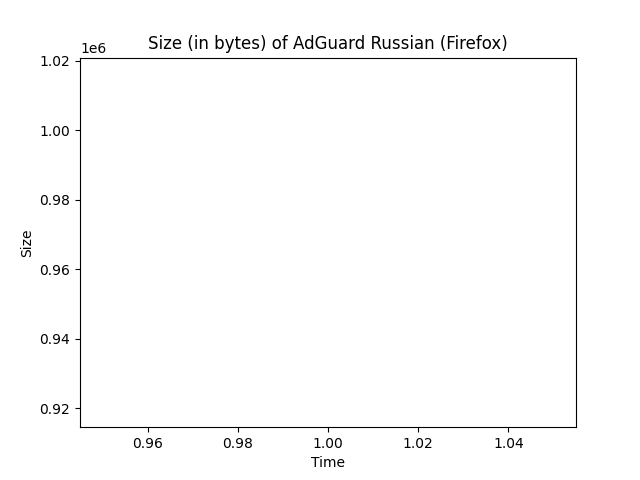 Size (in bytes) of AdGuard Russian (Firefox)
1e6
1.02
1.00
0.98
0.96
0.94
0.92
Size
0.96 0.98 1.00 1.02 1.04
Time